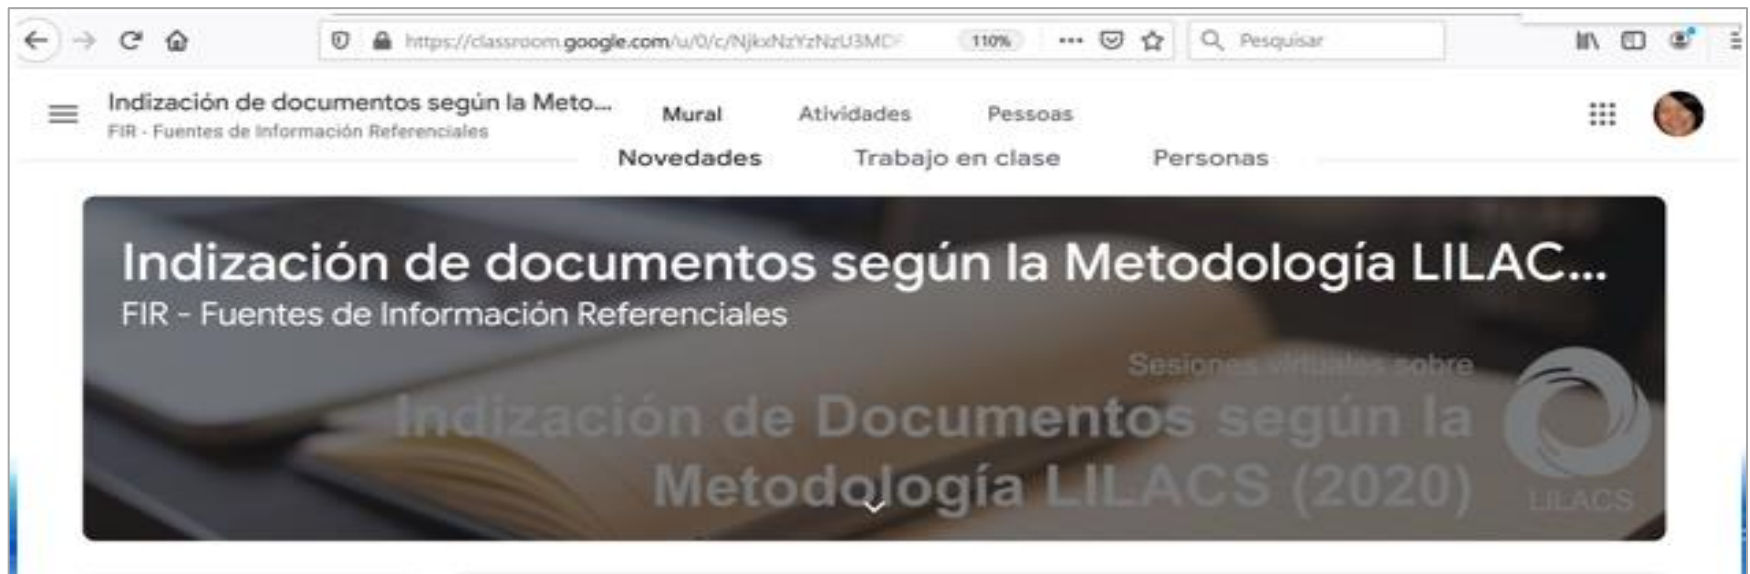 https://classroom.google.com/u/0/c/NjkxNzYzNzU3MDF
110%
Pesquisar
Indización de documentos según la Meto...
FIR - Fuentes de Información Referenciales
Mural Atividades Pessoas
Novedades Trabajo en clase Personas
Indización de documentos según la Metodología LILAC...
FIR - Fuentes de Información Referenciales
Sesiones virtuales sobre
Indización de Documentos según la
Metodología LILACS (2020)
LILACS